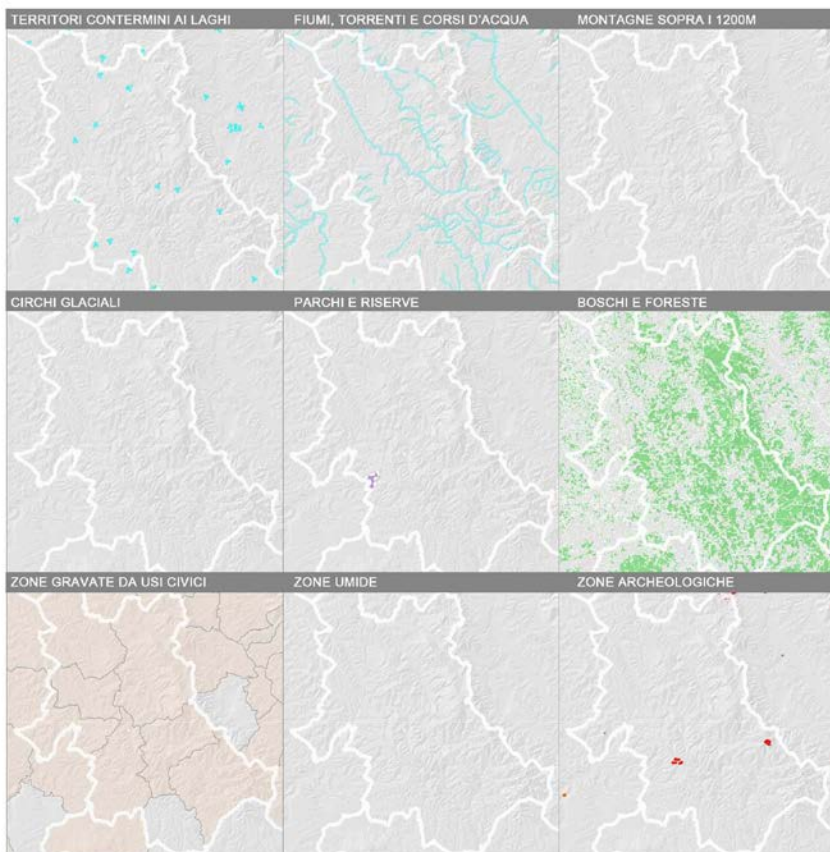 TERRITORI CONTERMINI AI LAGHI
FIUMI, TORRENTI E CORSI D'ACQUA
MONTAGNE SOPRA I 1200M
CIRCHI GLACIALI
PARCHI E RISERVE
BOSCHI E FORESTE
ZONE GRAVATE DA USI CIVICI
ZONE UMIDE
ZONE ARCHEOLOGICHE